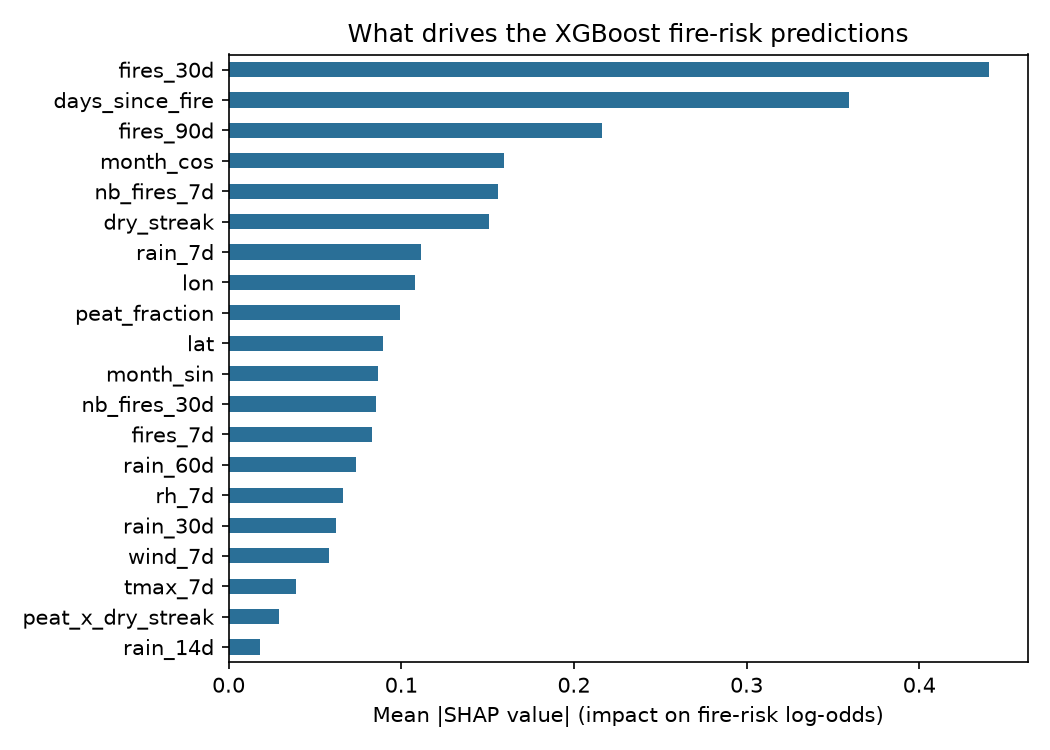 What drives the XGBoost fire-risk predictions
fires_30d
days_since_fire
fires_90d
month_cos
nb_fires_7d
dry_streak
rain_7d
lon
peat_fraction
lat
month_sin
nb_fires_30d
fires_7d
rain_60d
rh_7d
rain_30d
wind_7d
tmax_7d
peat_x_dry_streak
rain_14d
0.0 0.1 0.2 0.3 0.4
Mean |SHAP value| (impact on fire-risk log-odds)